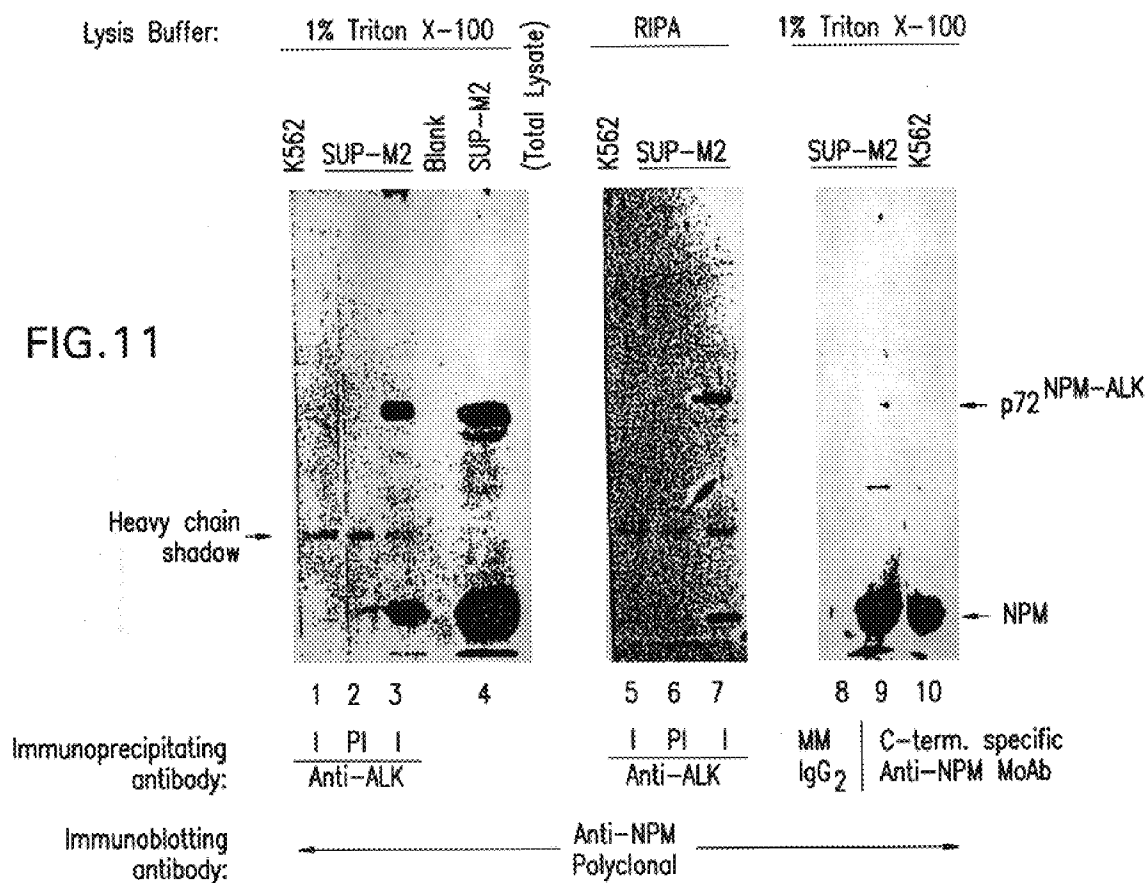 Lysis Buffer: 1% Triton X-100 RIPA 1% Triton X-100
K562 SUP-M2 Blank SUP-M2 (Total Lysate) K562 SUP-M2 SUP-M2 K562
FIG.11
p72NPM-ALK
Heavy chain
shadow
NPM
1 2 3 4 5 6 7 8 9 10
Immunoprecipitating
antibody:
I PI I I PI I MM C-term. specific
Anti-ALK Anti-ALK IgG2 Anti-NPM MoAb
Immunoblotting
antibody:
Anti-NPM
Polyclonal